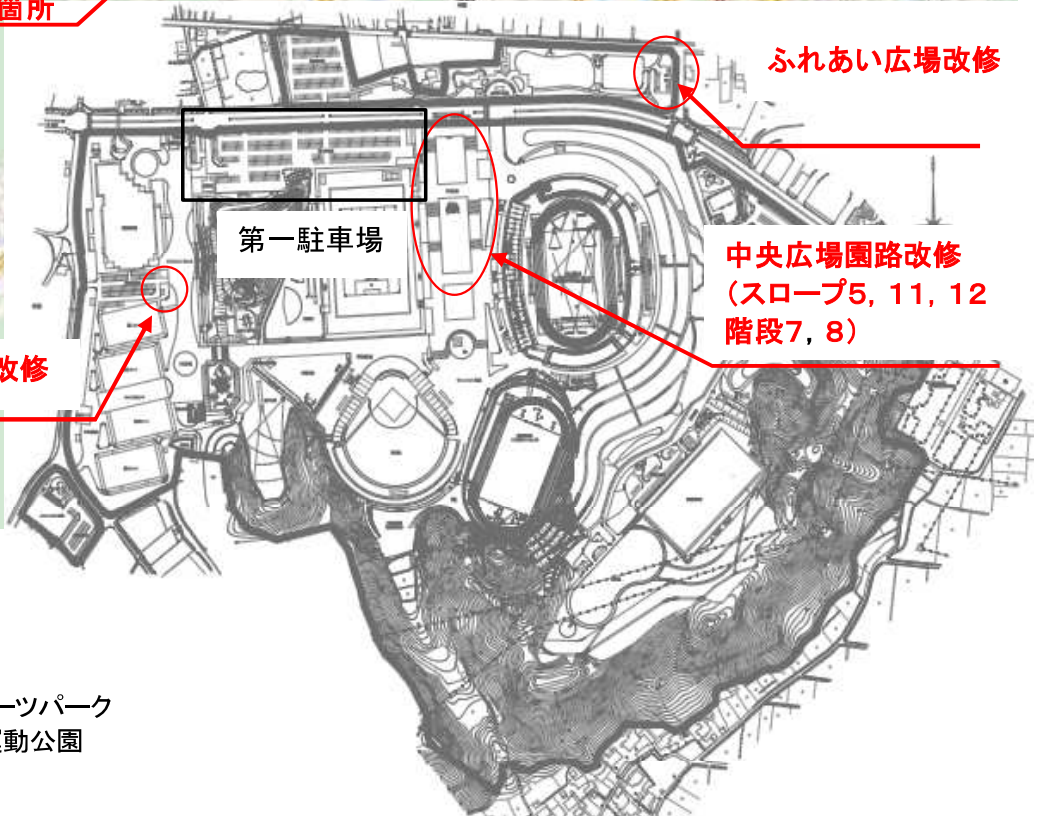 箇所
ふれあい広場改修
第一駐車場
中央広場園路改修
（スロープ5，11，12
階段7，8）
改修
ーツパーク
運動公園